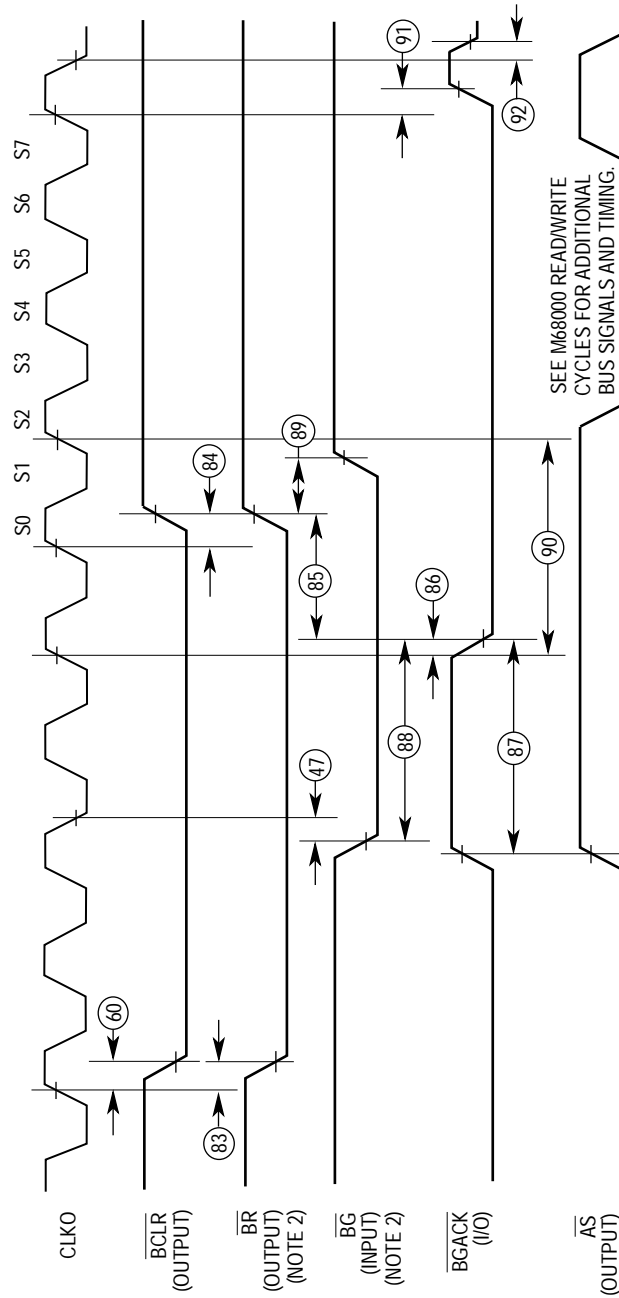 S0 S1 S2 S3 S4 S5 S6 S7
CLKO
60
BCLR
(OUTPUT)
84
83
BR
(OUTPUT)
(NOTE 2)
47
85
89
BG
(INPUT)
(NOTE 2)
88
86
91
BGACK
(I/O)
87
90
92
SEE M68000 READ/WRITE
CYCLES FOR ADDITIONAL
BUS SIGNALS AND TIMING.
AS
(OUTPUT)